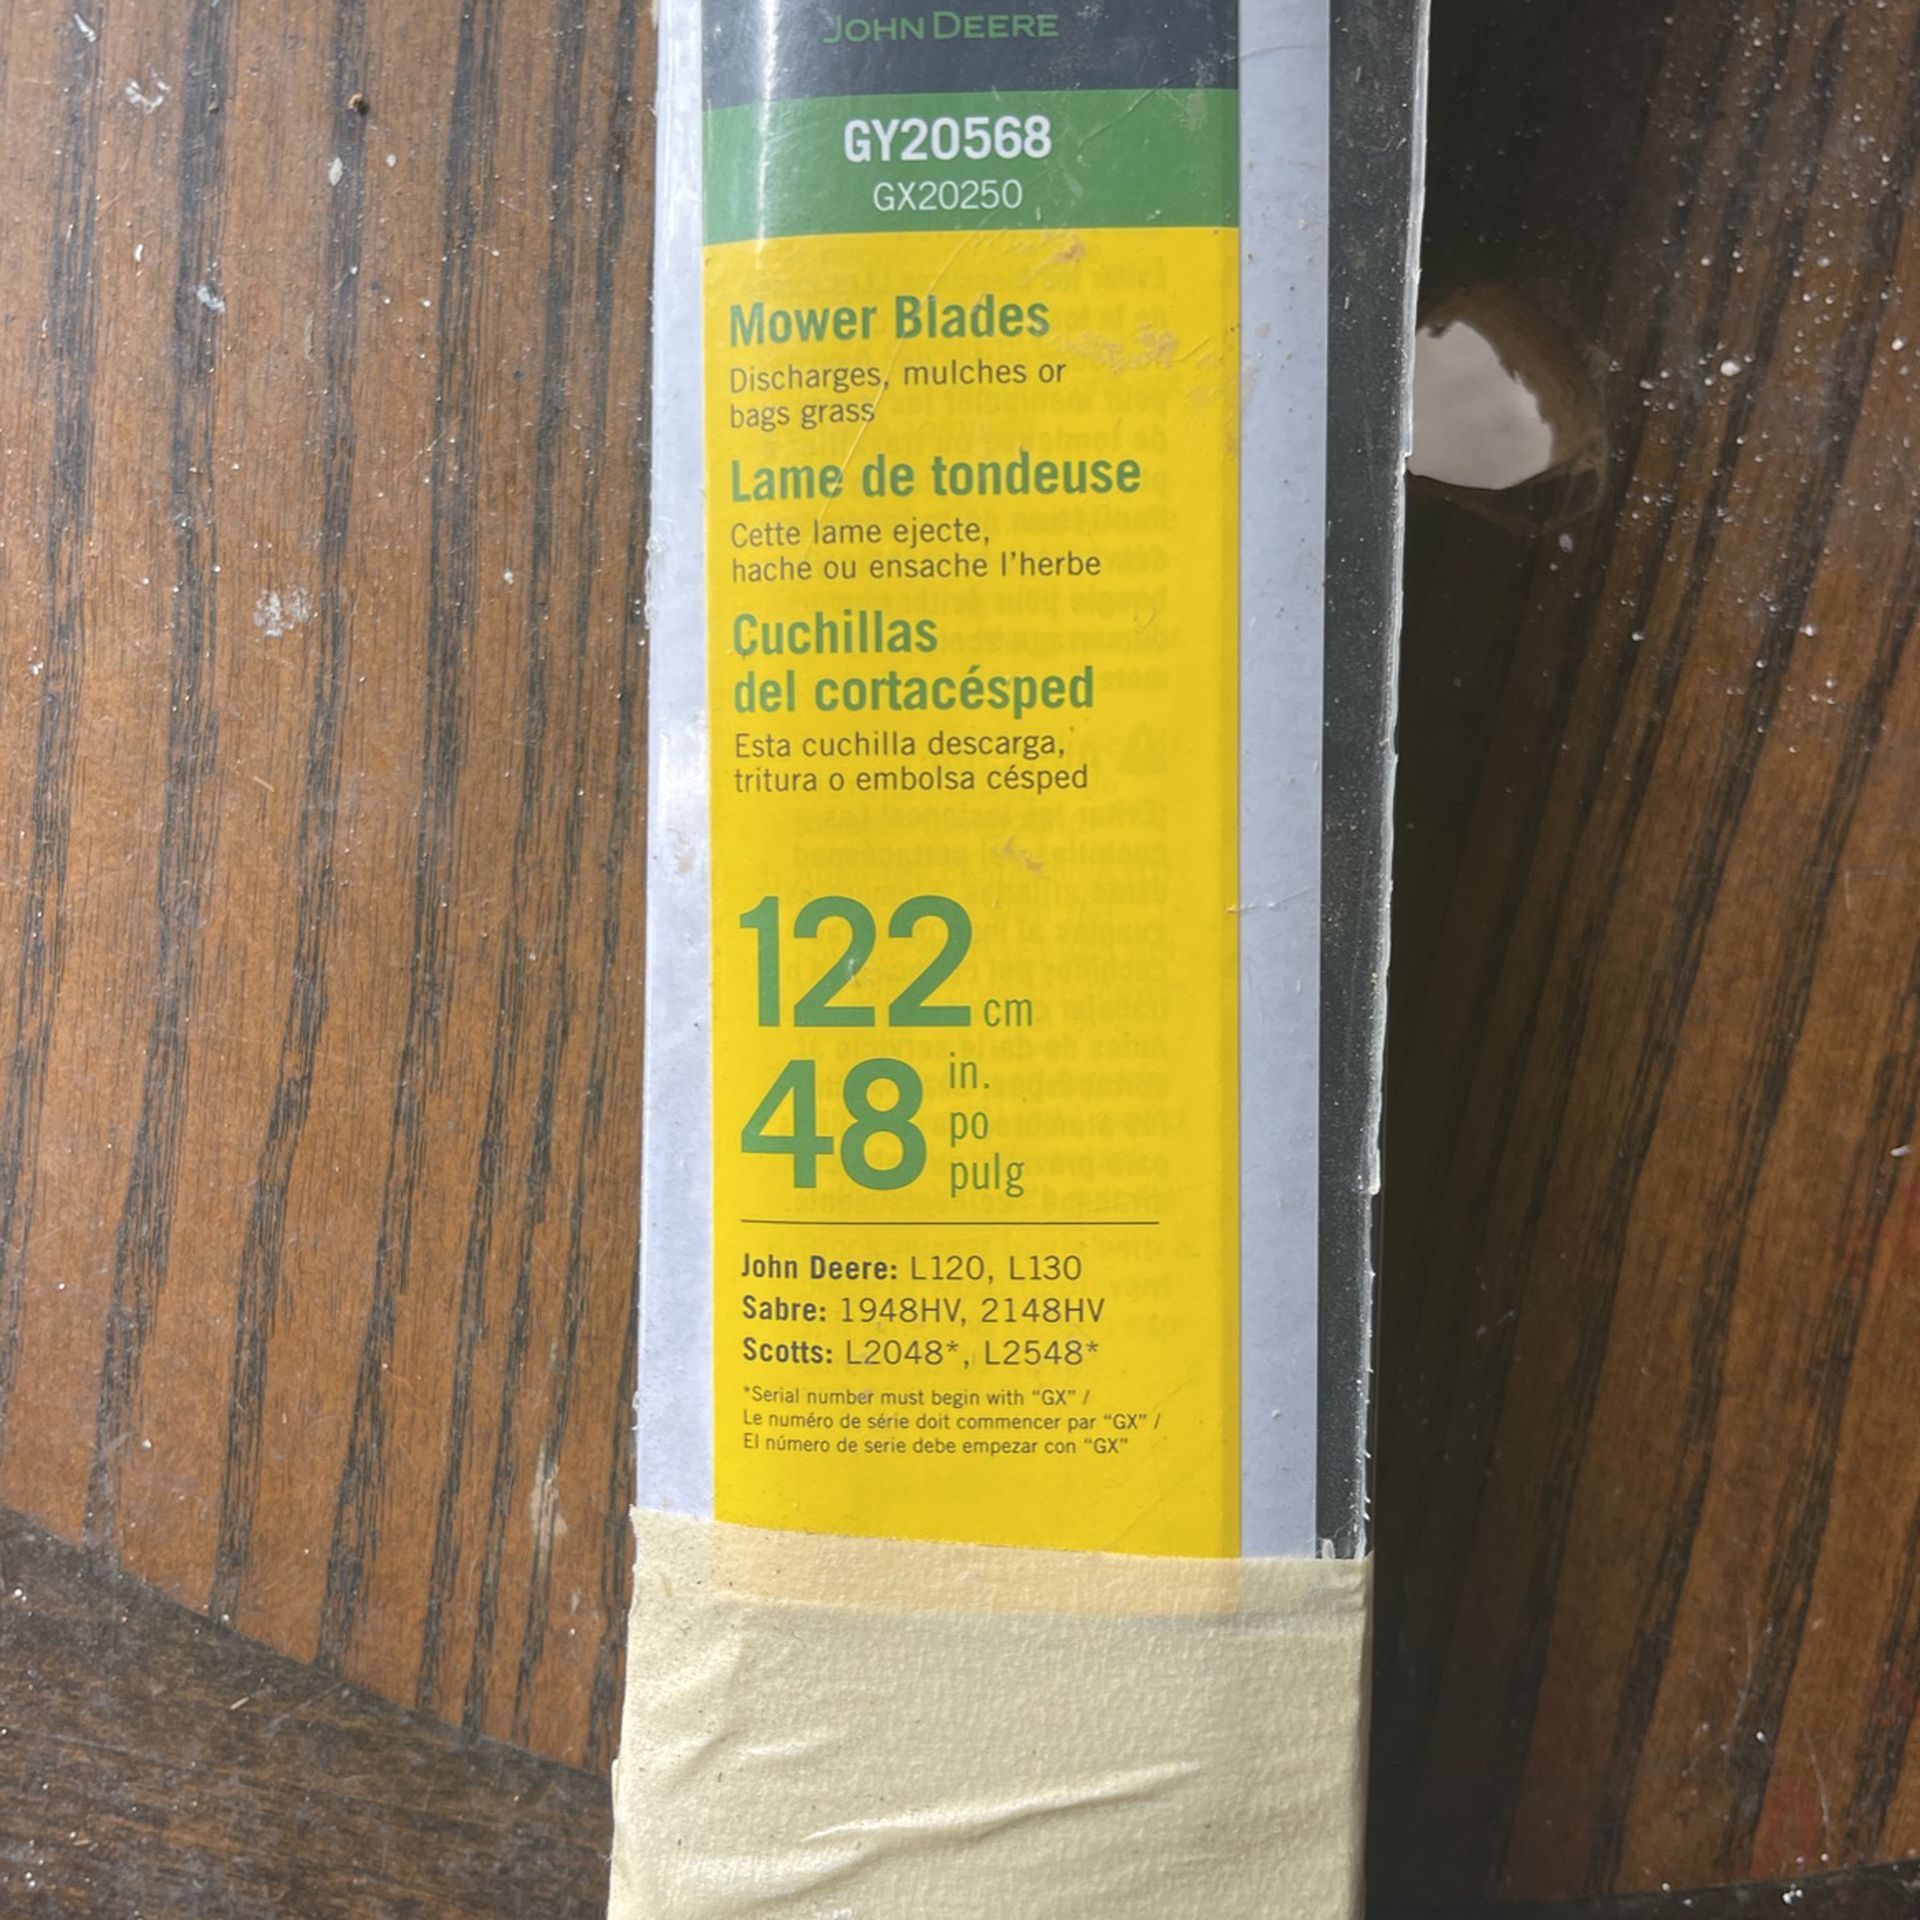 JOHN DEERE
GY20568
GX20250
Mower Blades
Discharges, mulches or
bags grass
Lame de tondeuse
Cette lame ejecte,
hache ou ensache l'herbe
Cuchillas
del cortacésped
Esta cuchilla descarga,
tritura o embolsa césped
122 cm
48 in.
po
pulg
John Deere: L120, L130
Sabre: 1948HV, 2148HV
Scotts: L2048*, L2548*
*Serial number must begin with “GX” /
Le numéro de série doit commencer par “GX” /
El número de serie debe empezar con “GX”